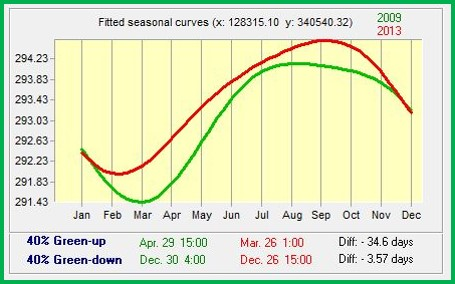 Fitted seasonal curves (x: 128315.10 y: 340540.32)
2009
2013
294.23
293.83
293.43
293.03
292.63
292.23
291.83
291.43
Jan Feb Mar Apr May Jun Jul Aug Sep Oct Nov Dec
40% Green-up Apr. 29 15:00 Mar. 26 1:00 Diff: - 34.6 days
40% Green-down Dec. 30 4:00 Dec. 26 15:00 Diff: - 3.57 days